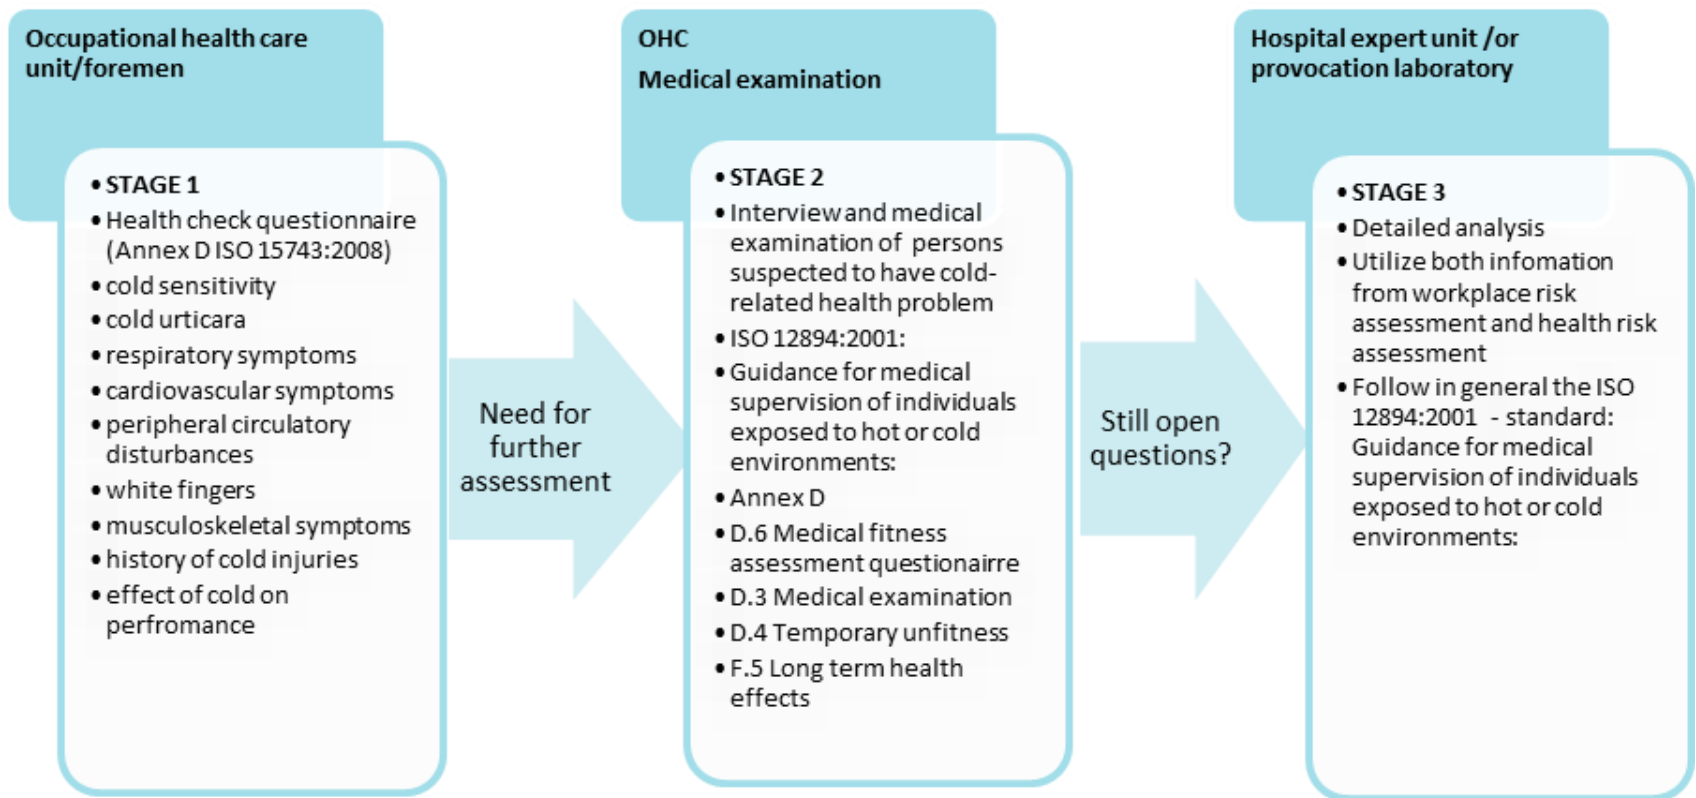 Occupational health care
unit/foremen
• STAGE 1
• Health check questionnaire
(Annex D ISO 15743:2008)
• cold sensitivity
• cold urticara
• respiratory symptoms
• cardiovascular symptoms
• peripheral circulatory
disturbances
• white fingers
• musculoskeletal symptoms
• history of cold injuries
• effect of cold on
perfromance
Need for
further
assessment
OHC
Medical examination
• STAGE 2
• Interview and medical
examination of persons
suspected to have cold-
related health problem
• ISO 12894:2001:
• Guidance for medical
supervision of individuals
exposed to hot or cold
environments:
• Annex D
• D.6 Medical fitness
assessment questionairre
• D.3 Medical examination
• D.4 Temporary unfitness
• F.5 Long term health
effects
Still open
questions?
Hospital expert unit /or
provocation laboratory
• STAGE 3
• Detailed analysis
• Utilize both infomation
from workplace risk
assessment and health risk
assessment
• Follow in general the ISO
12894:2001 - standard:
Guidance for medical
supervision of individuals
exposed to hot or cold
environments: